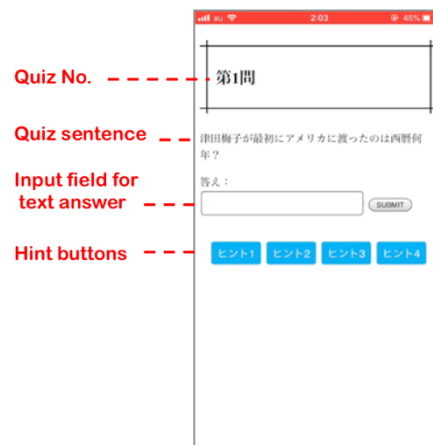 au 2:03 46%
Quiz No.
第1問
Quiz sentence
津田梅子が最初にアメリカに渡ったのは西暦何
年？
Input field for
text answer
答え：
SUBMIT
Hint buttons
ヒント1 ヒント2 ヒント3 ヒント4